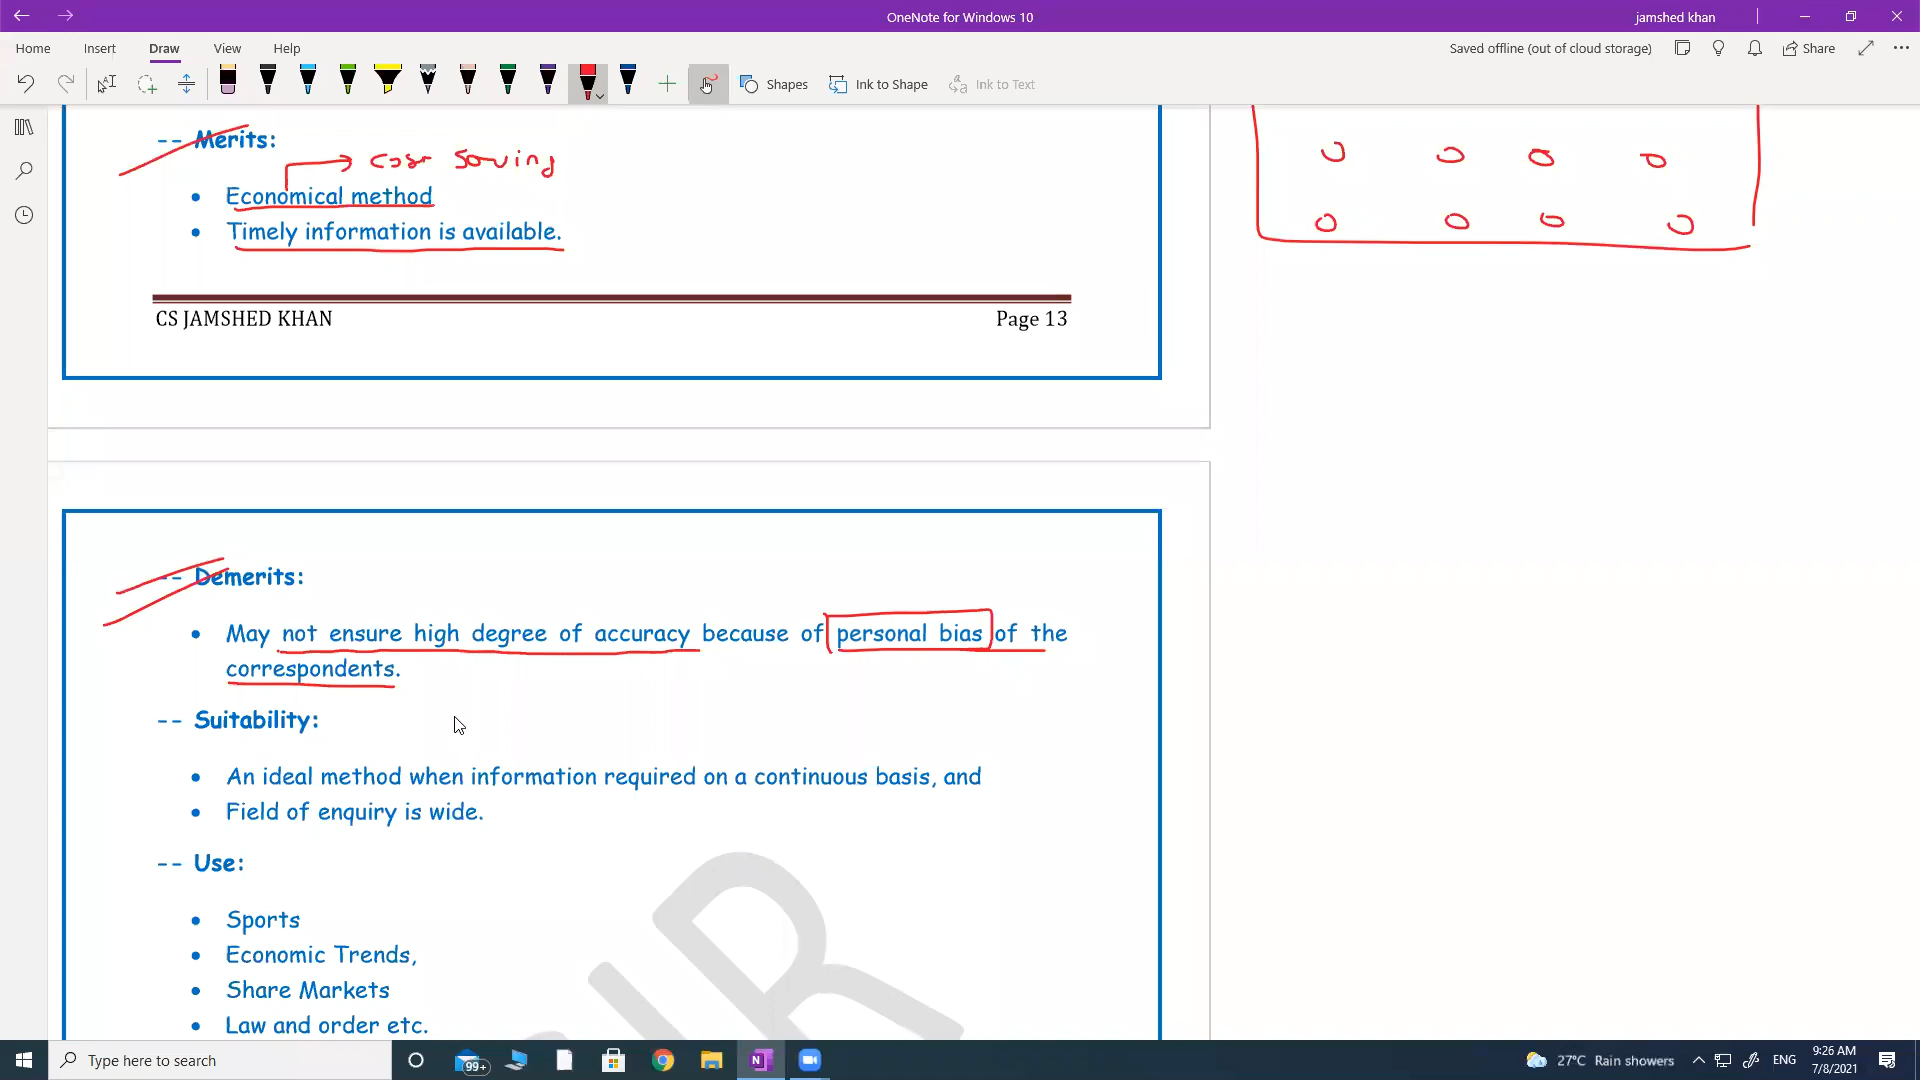 OneNote for Windows 10
jamshed khan
Home Insert Draw View Help
Saved offline (out of cloud storage)
Share
Shapes
Ink to Shape
Ink to Text
-- Merits:
Cost Saving
• Economical method
• Timely information is available.
CS JAMSHED KHAN Page 13
-- Demerits:
• May not ensure high degree of accuracy because of personal bias of the
correspondents.
-- Suitability:
• An ideal method when information required on a continuous basis, and
• Field of enquiry is wide.
-- Use:
• Sports
• Economic Trends,
• Share Markets
• Law and order etc.
Type here to search
99+
27°C Rain showers
ENG
9:26 AM
7/8/2021